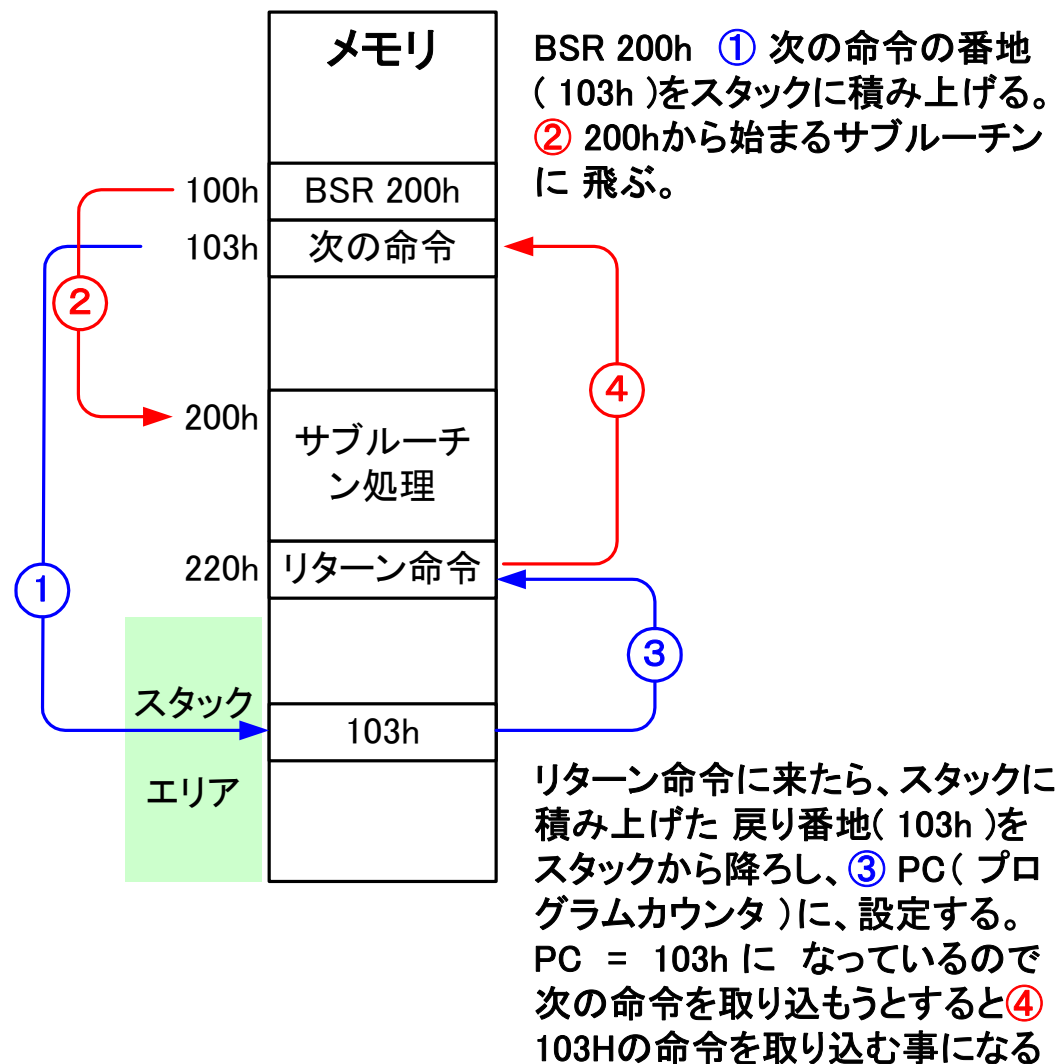 メモリ
BSR 200h ① 次の命令の番地
( 103h )をスタックに積み上げる。
② 200hから始まるサブルーチン
に 飛ぶ。
100h BSR 200h
103h 次の命令
②
④
200h
サブルーチ
ン処理
220h リターン命令
①
③
スタック
103h
エリア
リターン命令に来たら、スタックに
積み上げた 戻り番地( 103h )を
スタックから降ろし、③ PC( プロ
グラムカウンタ )に、設定する。
PC = 103h に なっているので
次の命令を取り込もうとすると④
103Hの命令を取り込む事になる